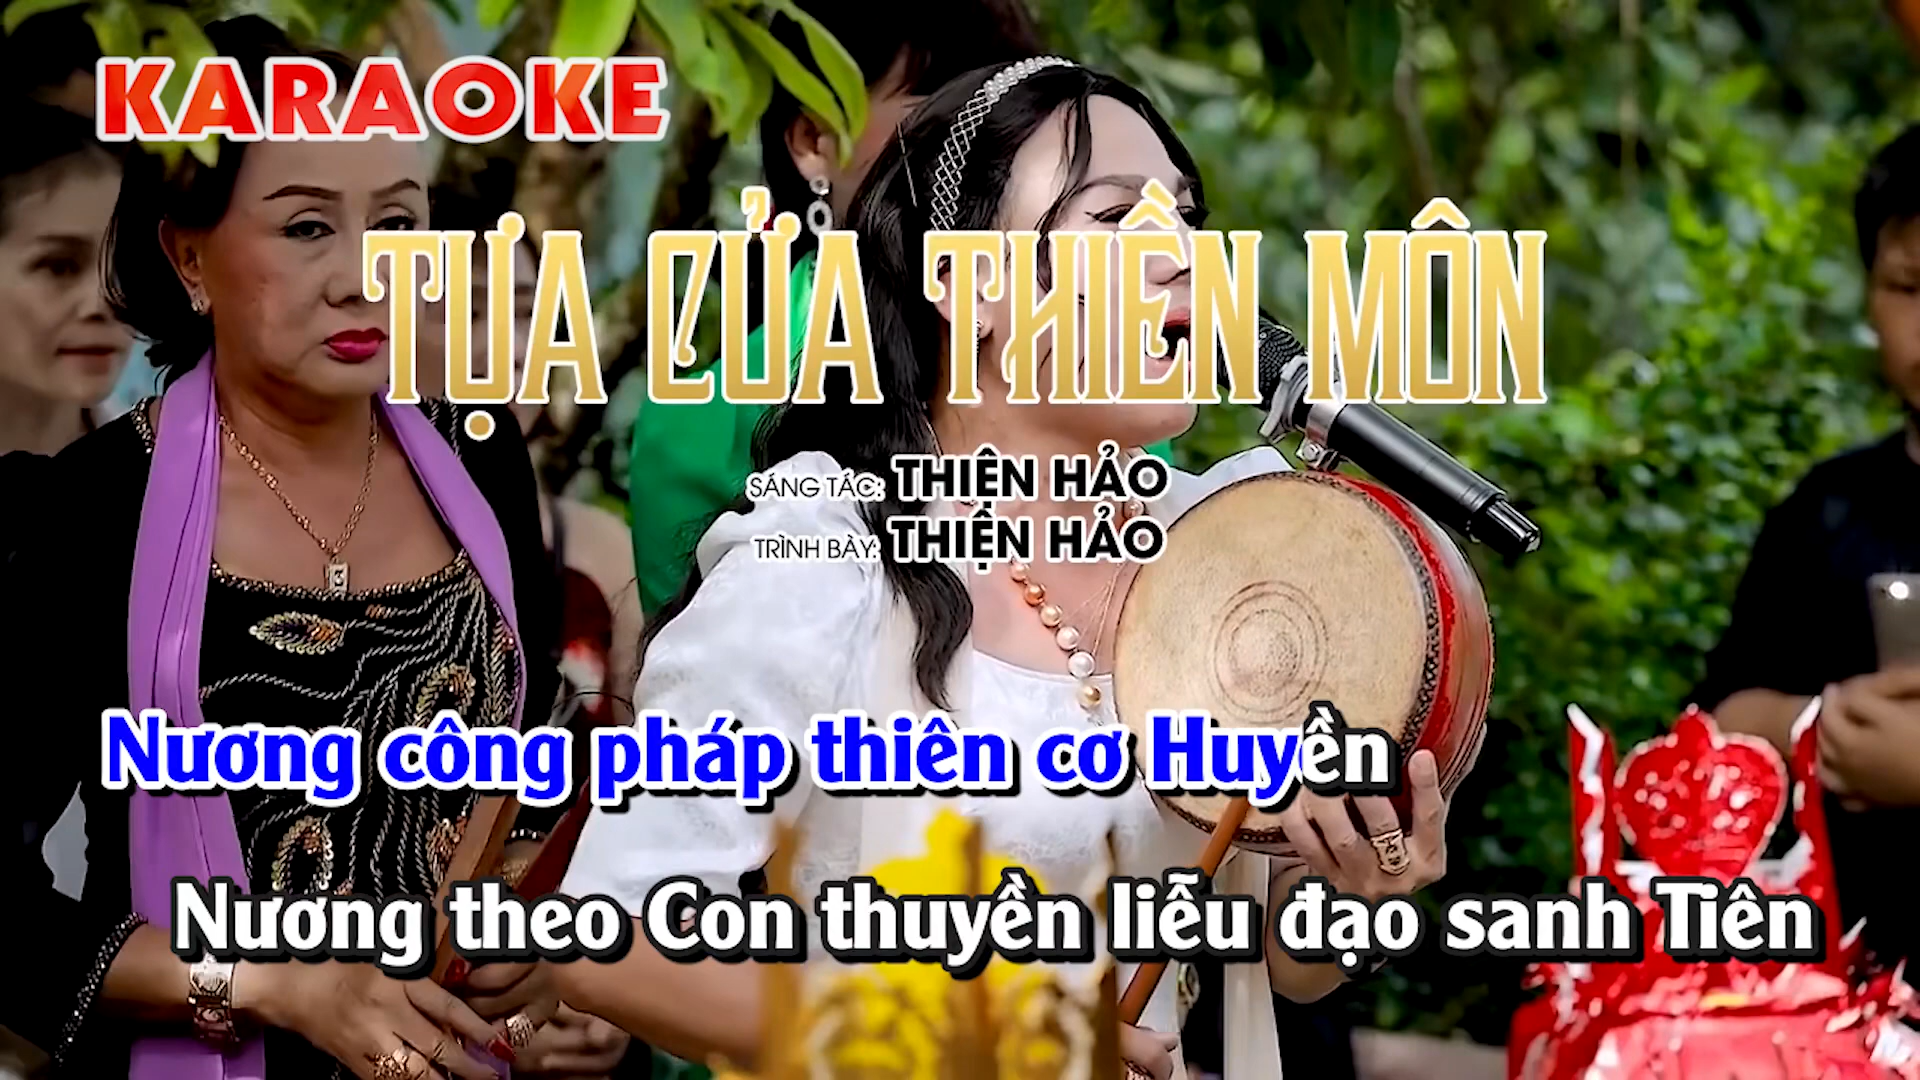 KARAOKE
TỰA CỬA THIỀN MÔN
SÁNG TÁC: THIỆN HẢO
TRÌNH BÀY: THIỆN HẢO
Nương công pháp thiên cơ Huyền
Nương theo Con thuyền liễu đạo sanh Tiên